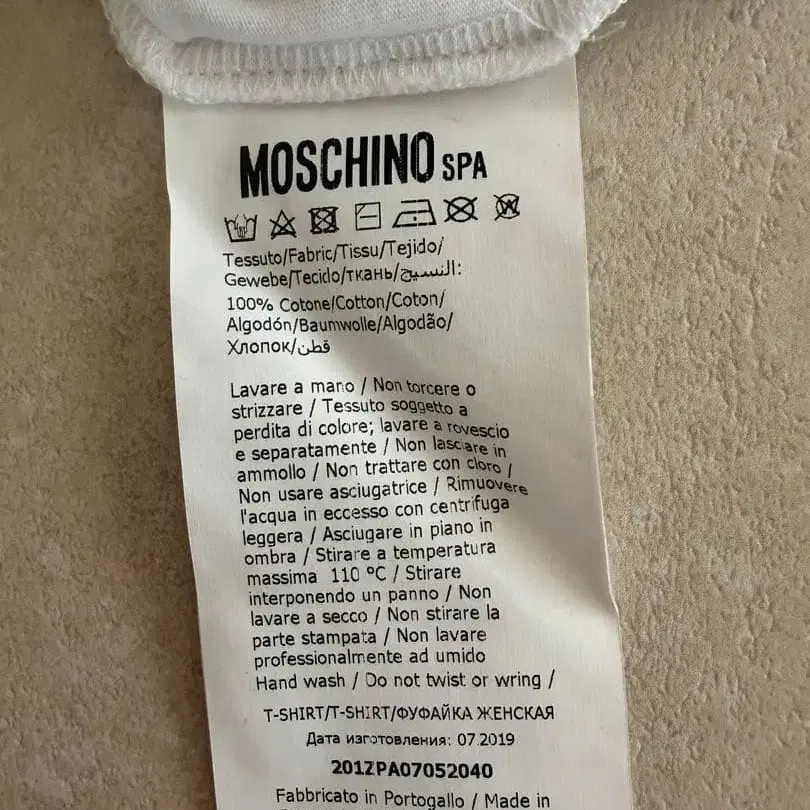 MOSCHINO SPA
Tessuto/Fabric/Tissu/Tejido/
Gewebe/Tecido/ткань/النسيج:
100% Cotone/Cotton/Coton/
Algodón/Baumwolle/Algodão/
Хлопок/قطن
Lavare a mano / Non torcere o
strizzare / Tessuto soggetto a
perdita di colore; lavare a rovescio
e separatamente / Non lasciare in
ammollo / Non trattare con cloro /
Non usare asciugatrice / Rimuovere
l'acqua in eccesso con centrifuga
leggera / Asciugare in piano in
ombra / Stirare a temperatura
massima 110 ºC / Stirare
interponendo un panno / Non
lavare a secco / Non stirare la
parte stampata / Non lavare
professionalmente ad umido
Hand wash / Do not twist or wring /
T-SHIRT/T-SHIRT/ФУФАЙКА ЖЕНСКАЯ
Дата изготовления: 07.2019
201ZPA07052040
Fabbricato in Portogallo / Made in